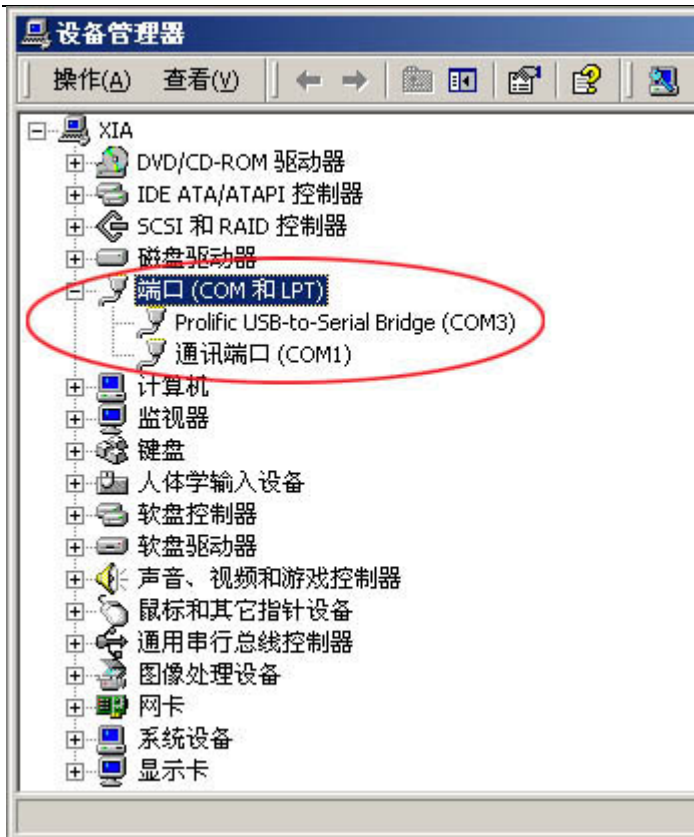 设备管理器
操作(A) 查看(V)
XIA
DVD/CD-ROM 驱动器
IDE ATA/ATAPI 控制器
SCSI 和 RAID 控制器
磁盘驱动器
端口 (COM 和 LPT)
Prolific USB-to-Serial Bridge (COM3)
通讯端口 (COM1)
计算机
监视器
键盘
人体学输入设备
软盘控制器
软盘驱动器
声音、视频和游戏控制器
鼠标和其它指针设备
通用串行总线控制器
图像处理设备
网卡
系统设备
显示卡